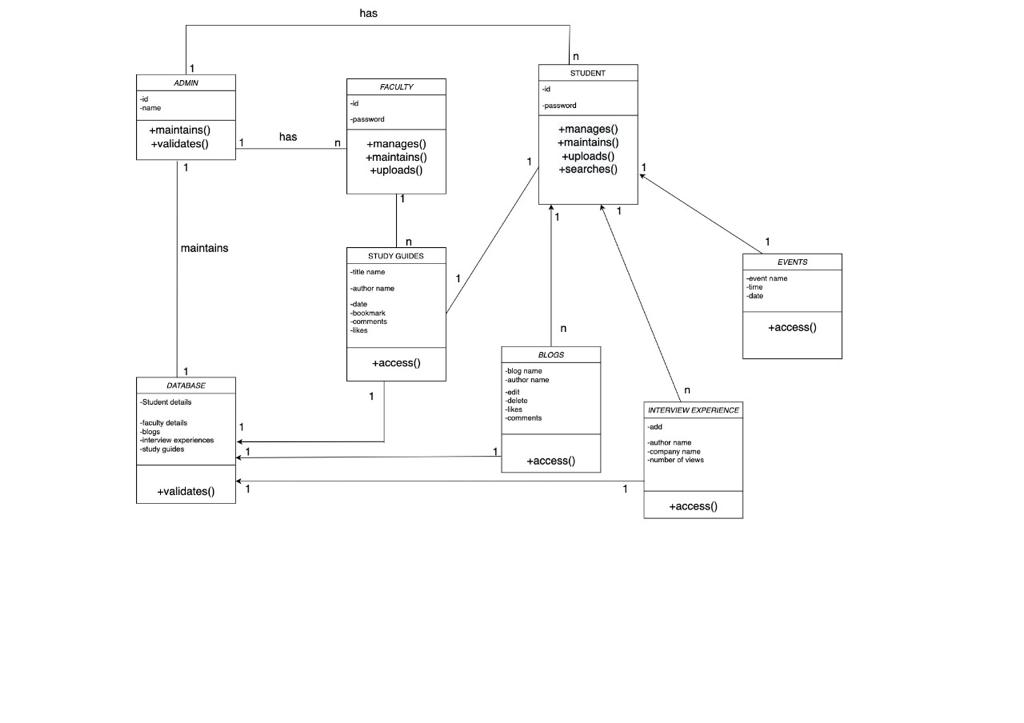 has
1
n
ADMIN
-id
-name
+maintains()
+validates()
1
has
n
FACULTY
-id
-password
+manages()
+maintains()
+uploads()
STUDENT
-id
-password
+manages()
+maintains()
+uploads()
+searches()
1
maintains
1
1
n
STUDY GUIDES
-title name
-author name
-date
-bookmark
-comments
-likes
+access()
1
1
1
n
1
n
1
1
EVENTS
-event name
-time
-date
+access()
BLOGS
-blog name
-author name
-edit
-delete
-likes
-comments
+access()
INTERVIEW EXPERIENCE
-add
-author name
-company name
-number of views
+access()
DATABASE
-Student details
-faculty details
-blogs
-interview experiences
-study guides
+validates()
1
1
1
1
1
1